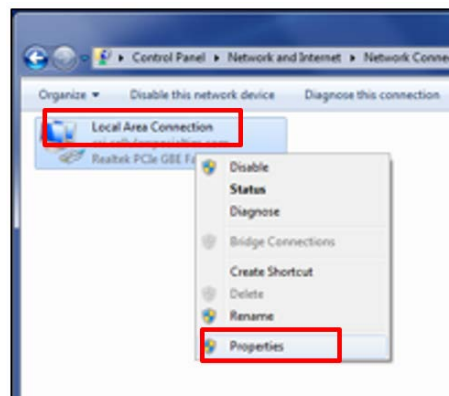 Control Panel ▸ Network and Internet ▸ Network Conne
Organize ▾ Disable this network device Diagnose this connection
Local Area Connection
Realtek PCIe GBE Fa
Disable
Status
Diagnose
Bridge Connections
Create Shortcut
Delete
Rename
Properties